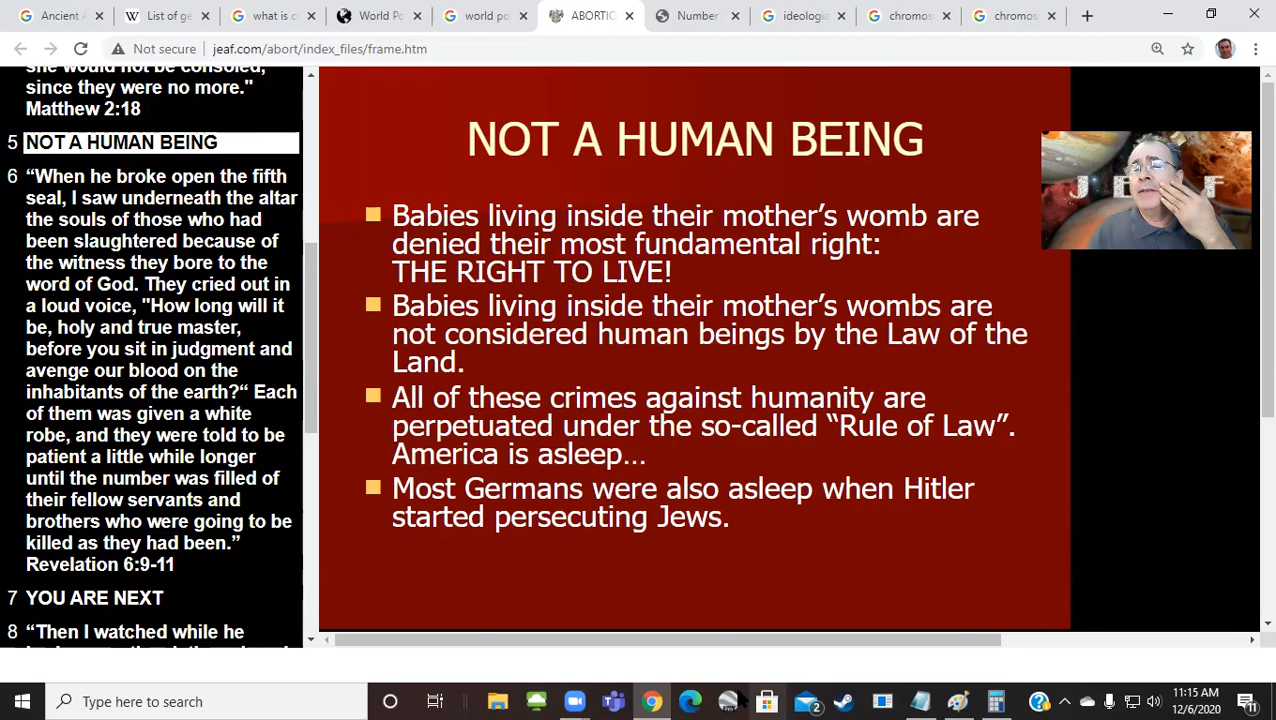 Ancient A
List of ge
what is c
World Po
world po
ABORTIC
Number
ideologia
chromos
chromos
Not secure
jeaf.com/abort/index_files/frame.htm
she would not be consoled,
since they were no more."
Matthew 2:18
5 NOT A HUMAN BEING
6 “When he broke open the fifth
seal, I saw underneath the altar
the souls of those who had
been slaughtered because of
the witness they bore to the
word of God. They cried out in
a loud voice, "How long will it
be, holy and true master,
before you sit in judgment and
avenge our blood on the
inhabitants of the earth?“ Each
of them was given a white
robe, and they were told to be
patient a little while longer
until the number was filled of
their fellow servants and
brothers who were going to be
killed as they had been.”
Revelation 6:9-11
7 YOU ARE NEXT
8 “Then I watched while he
NOT A HUMAN BEING
Babies living inside their mother’s womb are
denied their most fundamental right:
THE RIGHT TO LIVE!
Babies living inside their mother’s wombs are
not considered human beings by the Law of the
Land.
All of these crimes against humanity are
perpetuated under the so-called “Rule of Law”.
America is asleep…
Most Germans were also asleep when Hitler
started persecuting Jews.
J E F
Type here to search
2
11:15 AM
12/6/2020
11